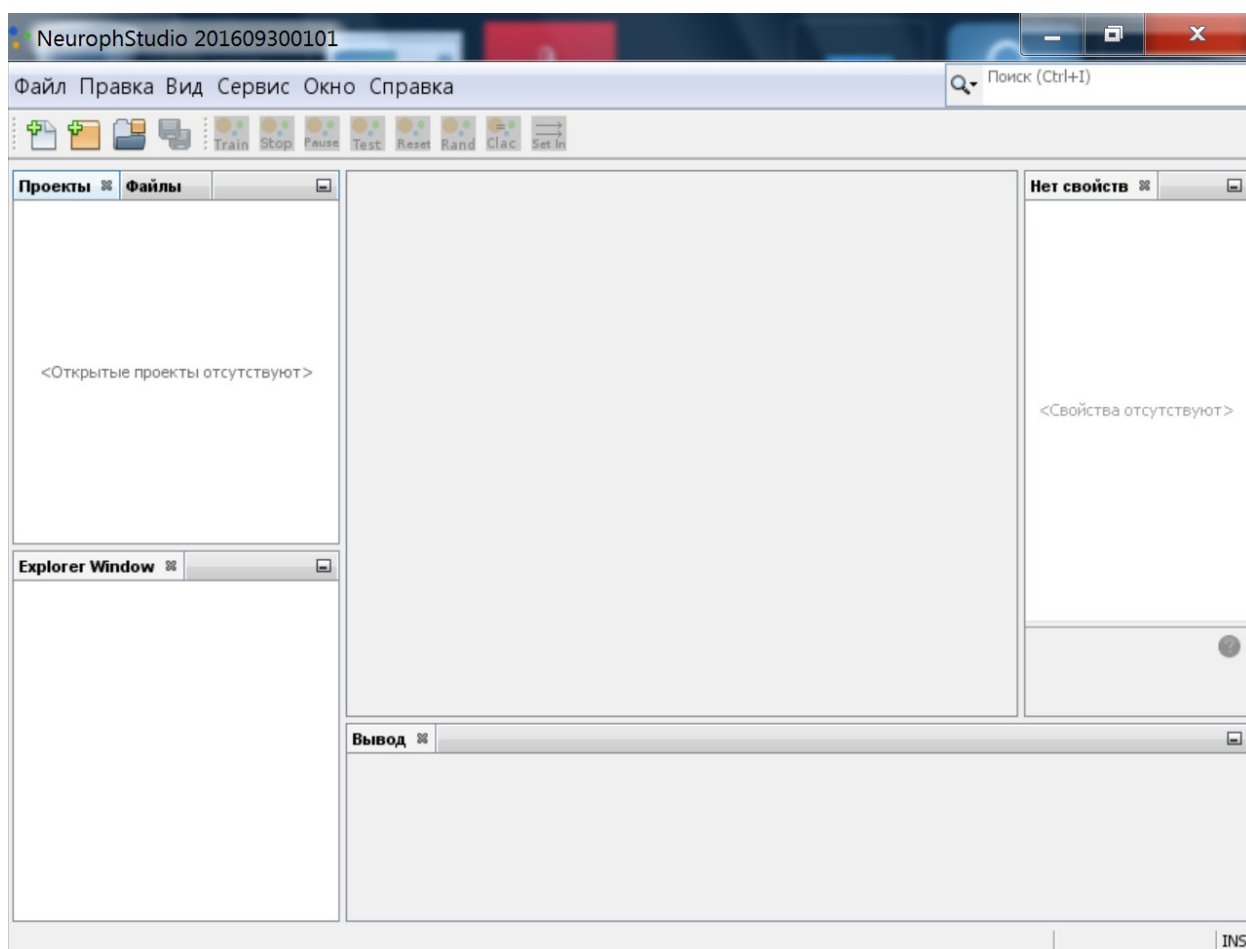 NeurophStudio 201609300101
Файл Правка Вид Сервис Окно Справка
Поиск (Ctrl+I)
Train Stop Pause Test Reset Rand Clac Set In
Проекты Файлы
Нет свойств
<Открытые проекты отсутствуют>
<Свойства отсутствуют>
Explorer Window
Вывод
INS